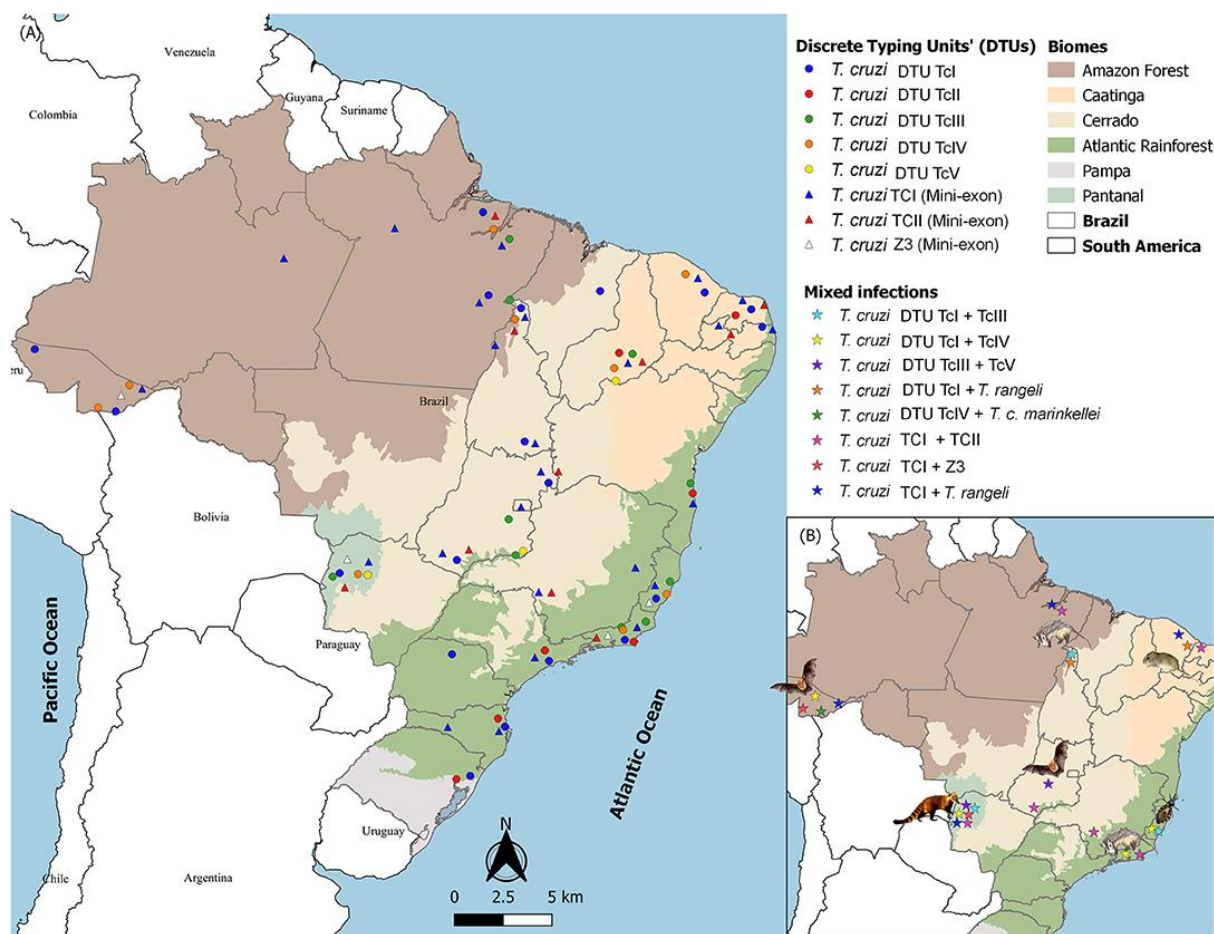 (A)
Venezuela
Guyana
Suriname
Colombia
eru
Brazil
Bolivia
Paraguay
Pacific Ocean
Atlantic Ocean
Uruguay
Chile
Argentina
N
0 2.5 5 km
Discrete Typing Units' (DTUs)
T. cruzi DTU TcI
T. cruzi DTU TcII
T. cruzi DTU TcIII
T. cruzi DTU TcIV
T. cruzi DTU TcV
T. cruzi TCI (Mini-exon)
T. cruzi TCII (Mini-exon)
T. cruzi Z3 (Mini-exon)
Biomes
Amazon Forest
Caatinga
Cerrado
Atlantic Rainforest
Pampa
Pantanal
Brazil
South America
Mixed infections
T. cruzi DTU TcI + TcIII
T. cruzi DTU TcI + TcIV
T. cruzi DTU TcIII + TcV
T. cruzi DTU TcI + T. rangeli
T. cruzi DTU TcIV + T. c. marinkellei
T. cruzi TCI + TCII
T. cruzi TCI + Z3
T. cruzi TCI + T. rangeli
(B)